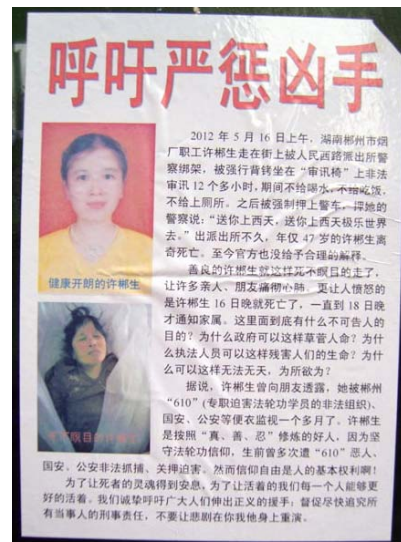 呼吁严惩凶手
2012 年 5 月 16 日上午，湖南郴州市烟
厂职工许郴生走在街上被人民西路派出所警
察绑架，被强行背铐坐在“审讯椅”上非法
审讯 12 个多小时，期间不给喝水，不给吃饭，
不给上厕所。之后被强制押上警车，押她的
警察说：“送你上西天，送你上西天极乐世界
去。”出派出所不久，年仅 47 岁的许郴生离
奇死亡。至今官方也没给予合理的解释。
善良的许郴生就这样死不瞑目的走了，
让许多亲人、朋友痛彻心肺。更让人愤怒的
是许郴生 16 日晚就死亡了，一直到 18 日晚
才通知家属。这里面到底有什么不可告人的
目的？为什么政府可以这样草菅人命？为什
么执法人员可以这样残害人们的生命？为什
么可以这样无法无天，为所欲为？
据说，许郴生曾向朋友透露，她被郴州
“610”(专职迫害法轮功学员的非法组织)、
国安、公安等便衣监视一个多月了。许郴生
是按照“真、善、忍”修炼的好人，因为坚
守法轮功信仰，生前曾多次遭“610”恶人、
国安、公安非法抓捕、关押迫害。然而信仰自由是人的基本权利啊！
为了让死者的灵魂得到安息，为了让活着的我们每一个人能够更
好的活着。我们诚挚呼吁广大人们伸出正义的援手；督促尽快追究所
有当事人的刑事责任，不要让悲剧在你我他身上重演。
健康开朗的许郴生
死不瞑目的许郴生